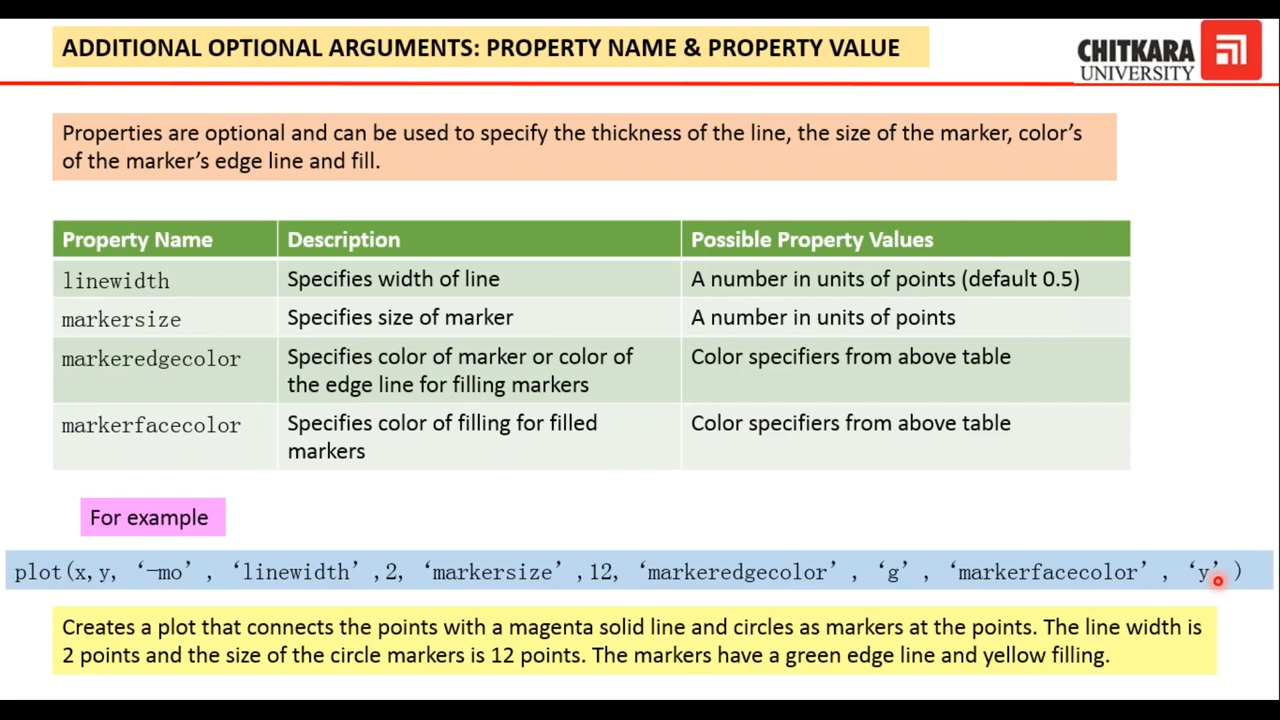 ADDITIONAL OPTIONAL ARGUMENTS: PROPERTY NAME & PROPERTY VALUE
CHITKARA
UNIVERSITY
Properties are optional and can be used to specify the thickness of the line, the size of the marker, color’s
of the marker’s edge line and fill.
Property Name Description Possible Property Values
linewidth Specifies width of line A number in units of points (default 0.5)
markersize Specifies size of marker A number in units of points
markeredgecolor Specifies color of marker or color of Color specifiers from above table
the edge line for filling markers
markerfacecolor Specifies color of filling for filled Color specifiers from above table
markers
For example
plot(x,y, ‘¬mo’, ‘linewidth’,2, ‘markersize’,12, ‘markeredgecolor’, ‘g’, ‘markerfacecolor’, ‘y’)
Creates a plot that connects the points with a magenta solid line and circles as markers at the points. The line width is
2 points and the size of the circle markers is 12 points. The markers have a green edge line and yellow filling.